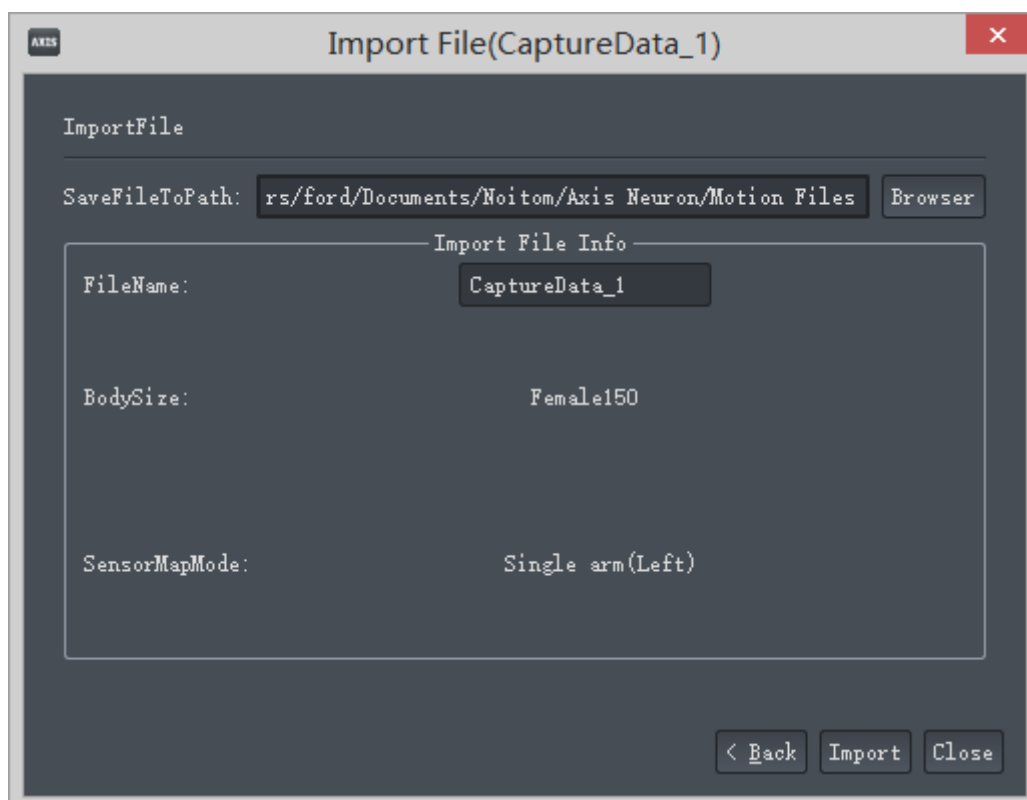 AXIS
Import File(CaptureData_1)
ImportFile
SaveFileToPath: rs/ford/Documents/Noitom/Axis Neuron/Motion Files Browser
Import File Info
FileName: CaptureData_1
BodySize: Female150
SensorMapMode: Single arm(Left)
< Back Import Close